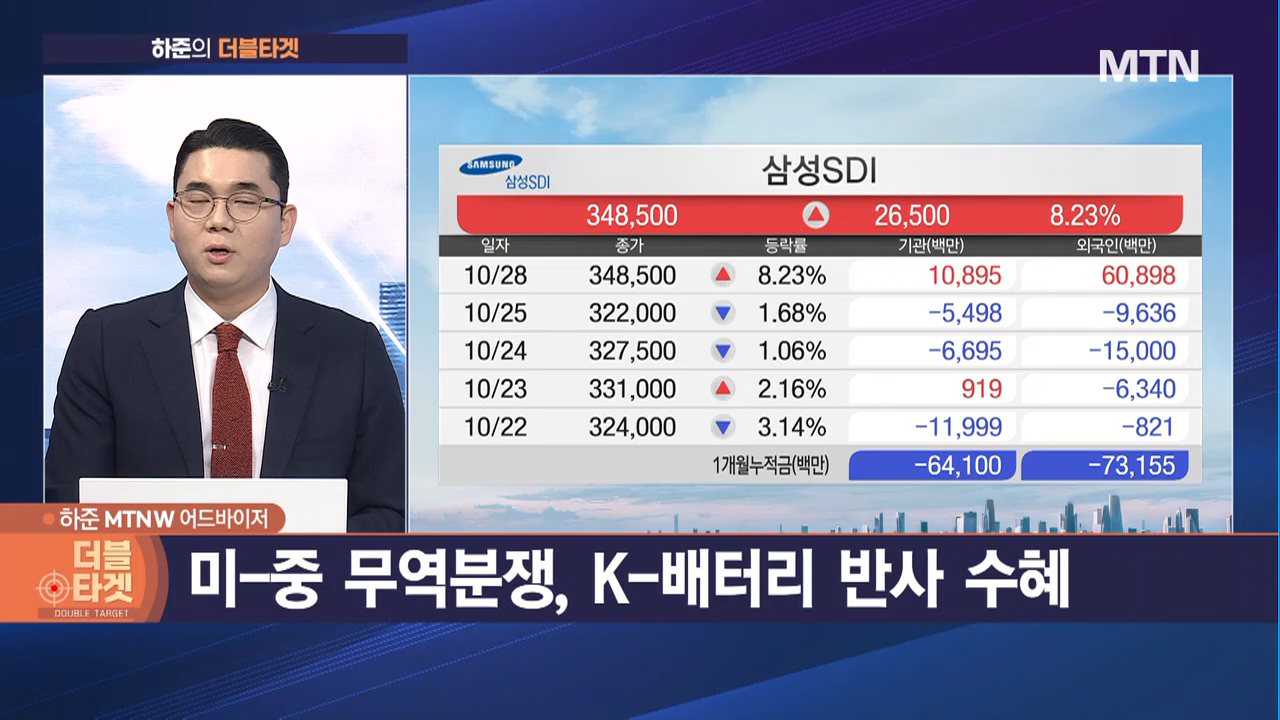 하준의 더블타겟
MTN
SAMSUNG
삼성SDI
삼성SDI
348,500 ▲ 26,500 8.23%
일자 종가 등락률 기관(백만) 외국인(백만)
10/28 348,500 ▲ 8.23% 10,895 60,898
10/25 322,000 ▼ 1.68% -5,498 -9,636
10/24 327,500 ▼ 1.06% -6,695 -15,000
10/23 331,000 ▲ 2.16% 919 -6,340
10/22 324,000 ▼ 3.14% -11,999 -821
1개월누적금(백만) -64,100 -73,155
하준 MTNW 어드바이저
더블
타겟
DOUBLE TARGET
미-중 무역분쟁, K-배터리 반사 수혜